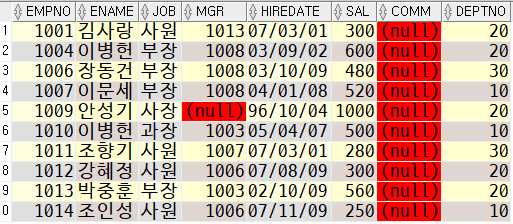 EMPNO ENAME JOB MGR HIREDATE SAL COMM DEPTNO
1 1001 김사랑 사원 1013 07/03/01 300 (null) 20
2 1004 이병헌 부장 1008 03/09/02 600 (null) 20
3 1006 장동건 부장 1008 03/10/09 480 (null) 30
4 1007 이문세 부장 1008 04/01/08 520 (null) 10
5 1009 안성기 사장 (null) 96/10/04 1000 (null) 20
6 1010 이병헌 과장 1003 05/04/07 500 (null) 10
7 1011 조향기 사원 1007 07/03/01 280 (null) 30
8 1012 강혜정 사원 1006 07/08/09 300 (null) 20
9 1013 박중훈 부장 1003 02/10/09 560 (null) 20
0 1014 조인성 사원 1006 07/11/09 250 (null) 10